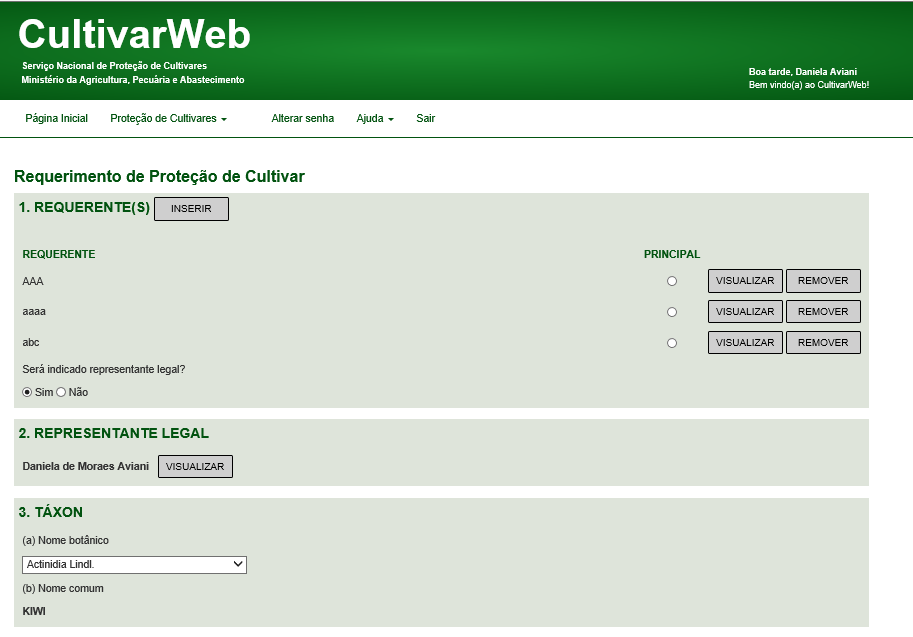 CultivarWeb
Serviço Nacional de Proteção de Cultivares
Ministério da Agricultura, Pecuária e Abastecimento
Boa tarde, Daniela Aviani
Bem vindo(a) ao CultivarWeb!
Página Inicial Proteção de Cultivares Alterar senha Ajuda Sair
Requerimento de Proteção de Cultivar
1. REQUERENTE(S) INSERIR
REQUERENTE PRINCIPAL
AAA VISUALIZAR REMOVER
aaaa VISUALIZAR REMOVER
abc VISUALIZAR REMOVER
Será indicado representante legal?
Sim Não
2. REPRESENTANTE LEGAL
Daniela de Moraes Aviani VISUALIZAR
3. TÁXON
(a) Nome botânico
Actinidia Lindl.
(b) Nome comum
KIWI